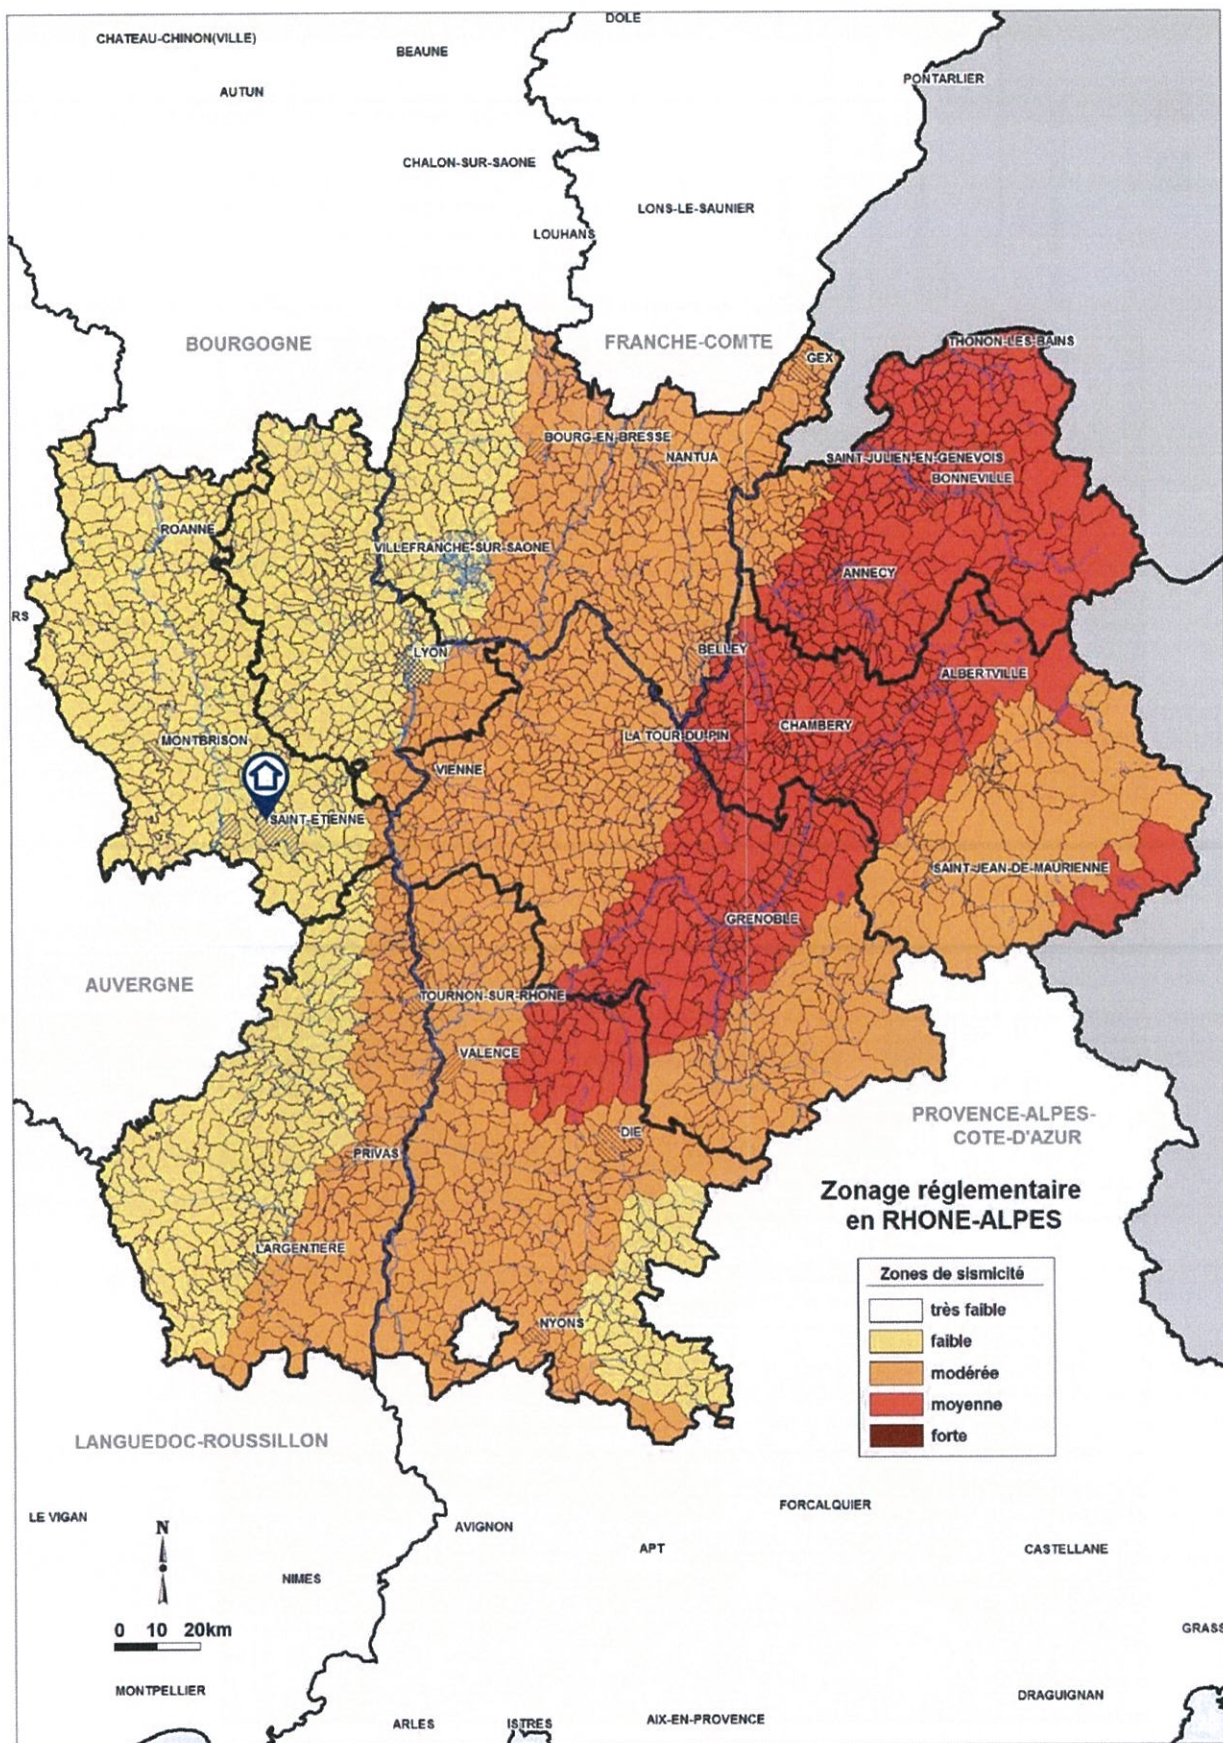 DOLE
CHATEAU-CHINON(VILLE)
BEAUNE
PONTARLIER
AUTUN
CHALON-SUR-SAONE
LONS-LE-SAUNIER
LOUHANS
BOURGOGNE
FRANCHE-COMTE
THONON-LES-BAINS
GEX
BOURG-EN-BRESSE
NANTUA
SAINT-JULIEN-EN-GENEVOIS
BONNEVILLE
ROANNE
VILLEFRANCHE-SUR-SAONE
ANNECY
RS
LYON
BELLEY
ALBERTVILLE
CHAMBERY
MONTBRISON
LA TOUR-DU-PIN
VIENNE
SAINT-ETIENNE
SAINT-JEAN-DE-MAURIENNE
GRENOBLE
AUVERGNE
TOURNON-SUR-RHONE
VALENCE
PROVENCE-ALPES-
COTE-D'AZUR
DIE
PRIVAS
Zonage réglementaire
en RHONE-ALPES
LARGENTIERE
Zones de sismicité
très faible
faible
modérée
moyenne
forte
NYONS
LANGUEDOC-ROUSSILLON
FORCALQUIER
LE VIGAN
N
AVIGNON
APT
CASTELLANE
NIMES
0 10 20km
GRASS
MONTPELLIER
DRAGUIGNAN
ARLES
ISTRES
AIX-EN-PROVENCE